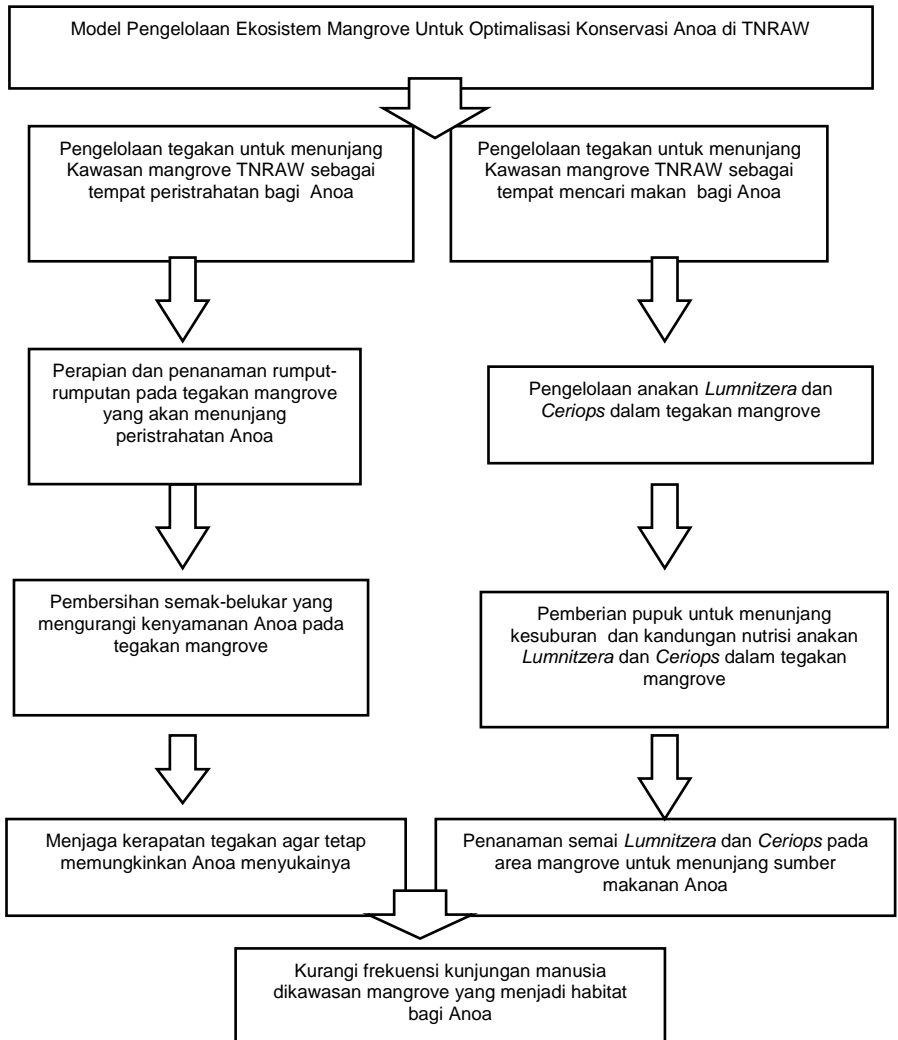 Model Pengelolaan Ekosistem Mangrove Untuk Optimalisasi Konservasi Anoa di TNRAW
Pengelolaan tegakan untuk menunjang
Kawasan mangrove TNRAW sebagai
tempat peristrahatan bagi Anoa
Pengelolaan tegakan untuk menunjang
Kawasan mangrove TNRAW sebagai
tempat mencari makan bagi Anoa
Perapian dan penanaman rumput-
rumputan pada tegakan mangrove
yang akan menunjang
peristrahatan Anoa
Pengelolaan anakan Lumnitzera dan
Ceriops dalam tegakan mangrove
Pembersihan semak-belukar yang
mengurangi kenyamanan Anoa pada
tegakan mangrove
Pemberian pupuk untuk menunjang
kesuburan dan kandungan nutrisi anakan
Lumnitzera dan Ceriops dalam tegakan
mangrove
Menjaga kerapatan tegakan agar tetap
memungkinkan Anoa menyukainya
Penanaman semai Lumnitzera dan Ceriops pada
area mangrove untuk menunjang sumber
makanan Anoa
Kurangi frekuensi kunjungan manusia
dikawasan mangrove yang menjadi habitat
bagi Anoa